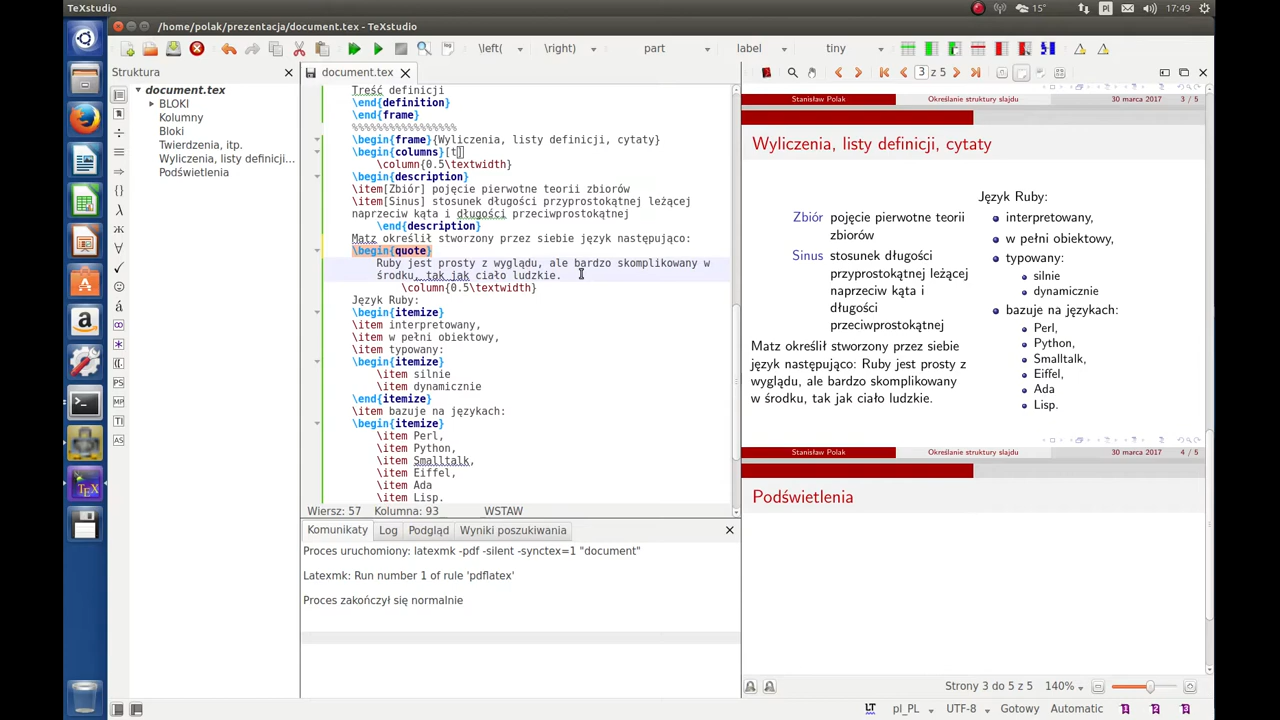 TeXstudio
15° Pl 17:49
/home/polak/prezentacja/document.tex - TeXstudio
\left( \right) part label tiny
Struktura
document.tex
BLOKI
Kolumny
Bloki
Twierdzenia, itp.
Wyliczenia, listy definicji...
Podświetlenia
document.tex
Treść definicji
\end{definition}
\end{frame}
%%%%%%%%%%%%%%%%%
\begin{frame}{Wyliczenia, listy definicji, cytaty}
\begin{columns}[t]
\column{0.5\textwidth}
\begin{description}
\item[Zbiór] pojęcie pierwotne teorii zbiorów
\item[Sinus] stosunek długości przyprostokątnej leżącej
naprzeciw kąta i długości przeciwprostokątnej
\end{description}
Matz określił stworzony przez siebie język następująco:
\begin{quote}
Ruby jest prosty z wyglądu, ale bardzo skomplikowany w
środku, tak jak ciało ludzkie.
\column{0.5\textwidth}
Język Ruby:
\begin{itemize}
\item interpretowany,
\item w pełni obiektowy,
\item typowany:
\begin{itemize}
\item silnie
\item dynamicznie
\end{itemize}
\item bazuje na językach:
\begin{itemize}
\item Perl,
\item Python,
\item Smalltalk,
\item Eiffel,
\item Ada
\item Lisp.
Wiersz: 57 Kolumna: 93 WSTAW
Komunikaty Log Podgląd Wyniki poszukiwania
Proces uruchomiony: latexmk -pdf -silent -synctex=1 "document"
Latexmk: Run number 1 of rule 'pdflatex'
Proces zakończył się normalnie
3 z 5
Stanisław Polak Określanie struktury slajdu 30 marca 2017 3 / 5
Wyliczenia, listy definicji, cytaty
Zbiór pojęcie pierwotne teorii
zbiorów
Sinus stosunek długości
przyprostokątnej leżącej
naprzeciw kąta i
długości
przeciwprostokątnej
Matz określił stworzony przez siebie
język następująco: Ruby jest prosty z
wyglądu, ale bardzo skomplikowany
w środku, tak jak ciało ludzkie.
Język Ruby:
interpretowany,
w pełni obiektowy,
typowany:
silnie
dynamicznie
bazuje na językach:
Perl,
Python,
Smalltalk,
Eiffel,
Ada
Lisp.
Stanisław Polak Określanie struktury slajdu 30 marca 2017 4 / 5
Podświetlenia
Strony 3 do 5 z 5 140%
LT pl_PL UTF-8 Gotowy Automatic